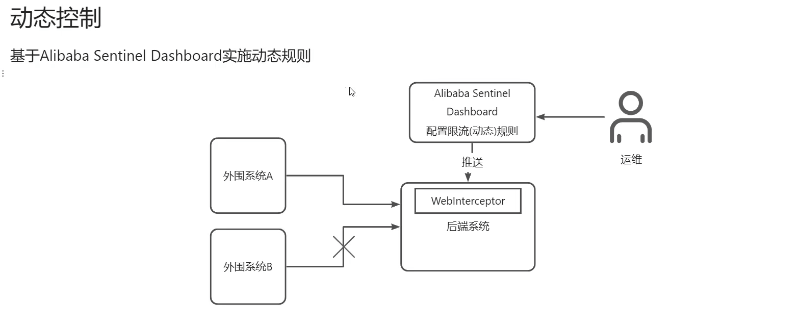 动态控制
基于Alibaba Sentinel Dashboard实施动态规则
Alibaba Sentinel
Dashboard
配置限流(动态)规则
运维
推送
外围系统A
WebInterceptor
后端系统
外围系统B